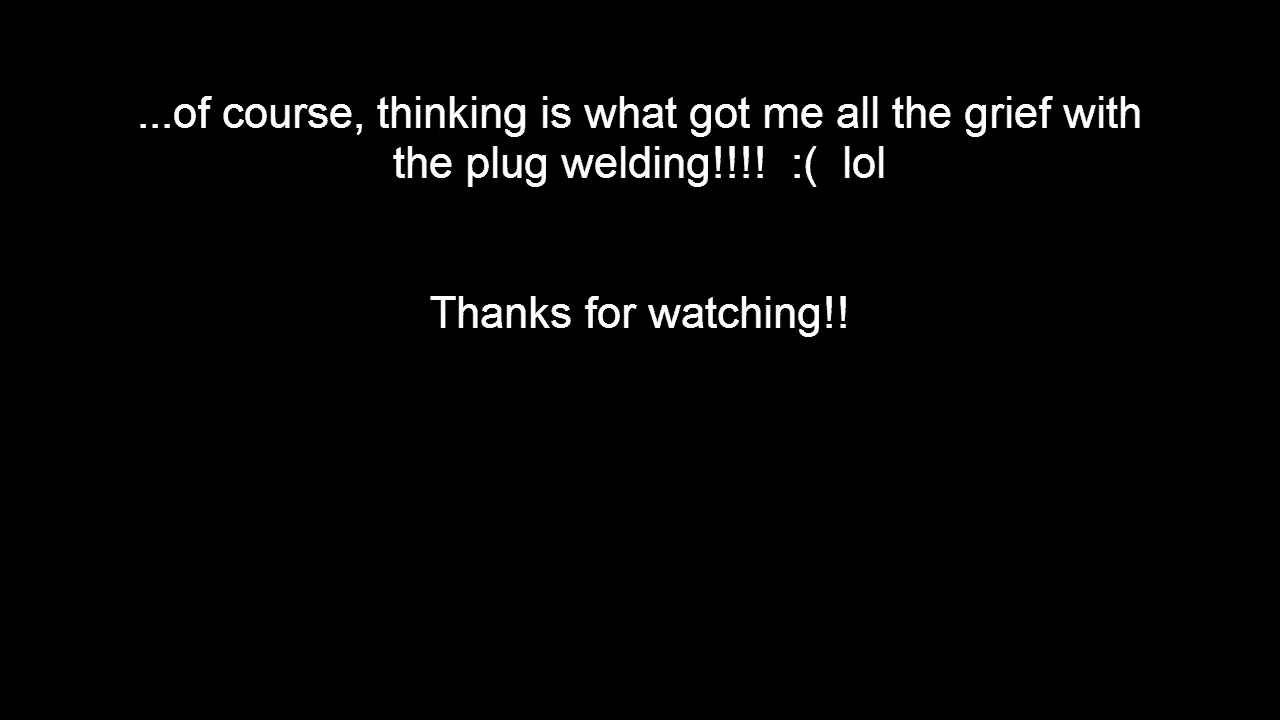 ...of course, thinking is what got me all the grief with
the plug welding!!!!  :(  lol
Thanks for watching!!